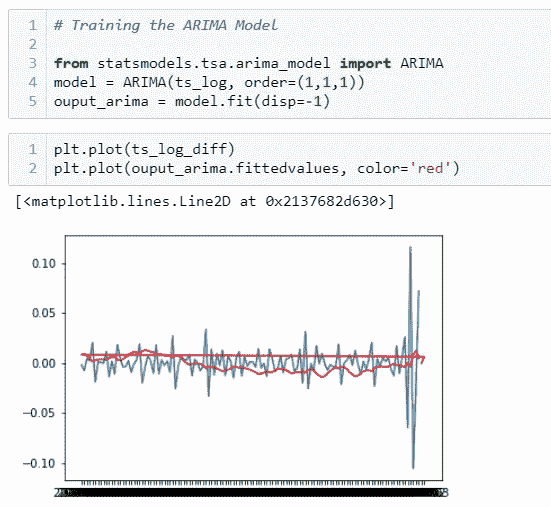 1 # Training the ARIMA Model
2
3 from statsmodels.tsa.arima_model import ARIMA
4 model = ARIMA(ts_log, order=(1,1,1))
5 ouput_arima = model.fit(disp=-1)
1 plt.plot(ts_log_diff)
2 plt.plot(ouput_arima.fittedvalues, color='red')
[<matplotlib.lines.Line2D at 0x2137682d630>]
0.10
0.05
0.00
−0.05
−0.10